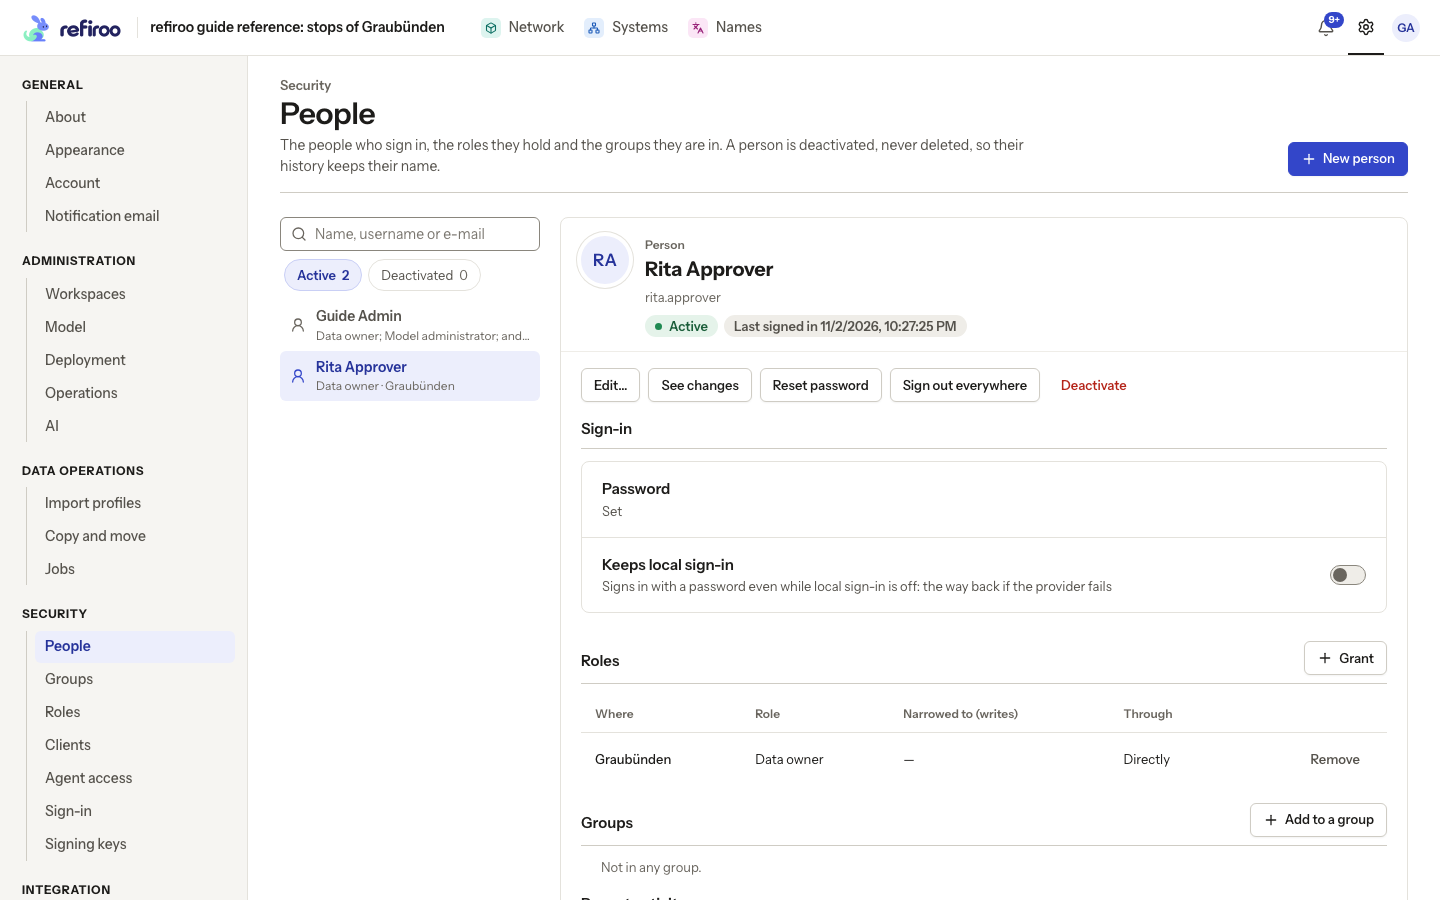 refiroo
refiroo guide reference: stops of Graubünden
Network
Systems
Names
9+
GA
GENERAL
About
Appearance
Account
Notification email
ADMINISTRATION
Workspaces
Model
Deployment
Operations
AI
DATA OPERATIONS
Import profiles
Copy and move
Jobs
SECURITY
People
Groups
Roles
Clients
Agent access
Sign-in
Signing keys
INTEGRATION
Security
People
The people who sign in, the roles they hold and the groups they are in. A person is deactivated, never deleted, so their
history keeps their name.
New person
Name, username or e-mail
Active 2
Deactivated 0
Guide Admin
Data owner; Model administrator; and...
Rita Approver
Data owner · Graubünden
RA
Person
Rita Approver
rita.approver
Active
Last signed in 11/2/2026, 10:27:25 PM
Edit...
See changes
Reset password
Sign out everywhere
Deactivate
Sign-in
Password
Set
Keeps local sign-in
Signs in with a password even while local sign-in is off: the way back if the provider fails
Roles
Grant
Where Role Narrowed to (writes) Through
Graubünden Data owner — Directly Remove
Groups
Add to a group
Not in any group.